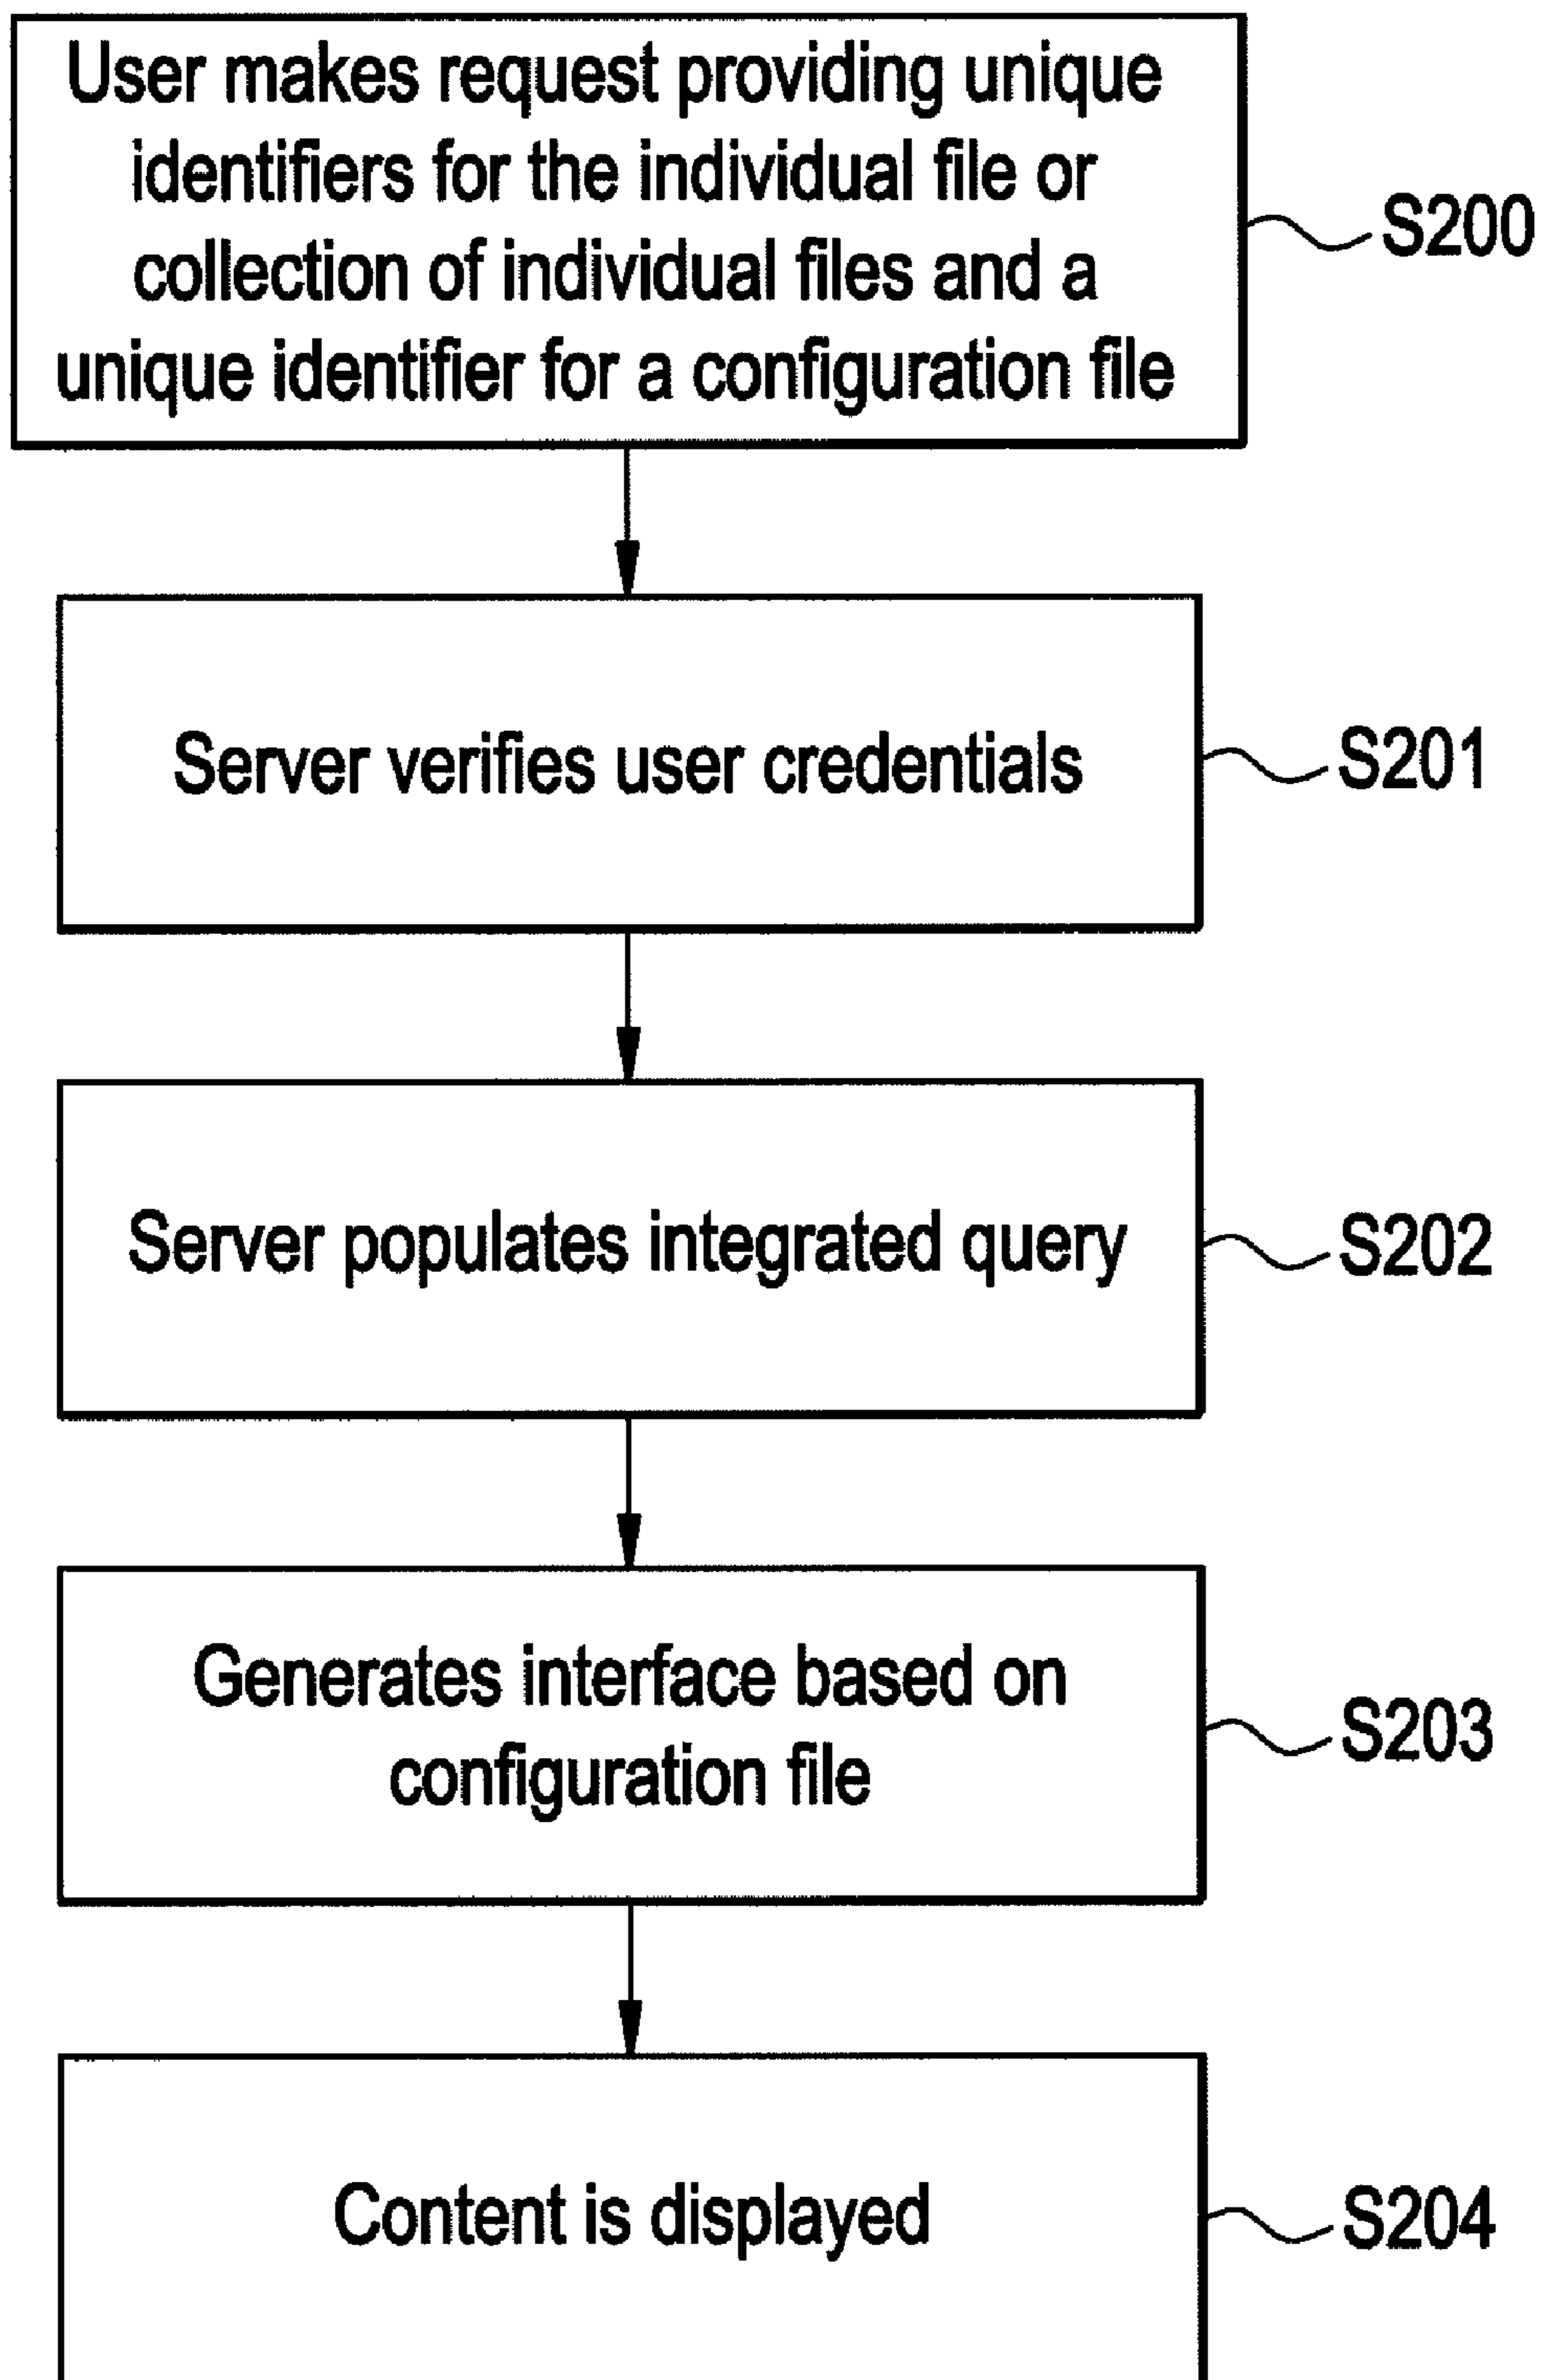 User makes request providing unique
identifiers for the individual file or
collection of individual files and a
unique identifier for a configuration file
S200
Server verifies user credentials
S201
Server populates integrated query
S202
Generates interface based on
configuration file
S203
Content is displayed
S204